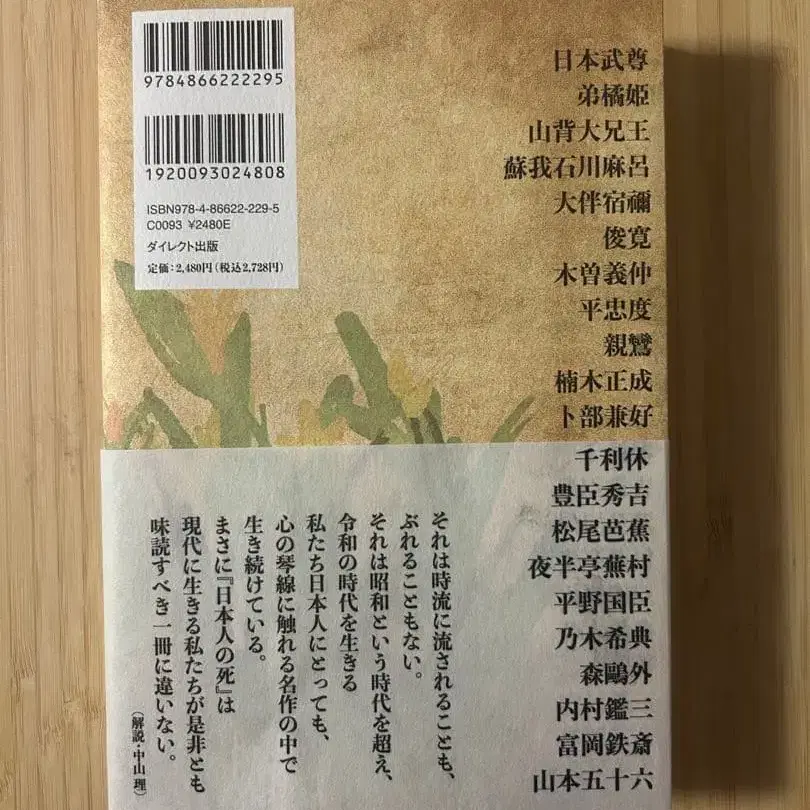 9784866222295
1920093024808
ISBN978-4-86622-229-5
C0093 ¥2480E
ダイレクト出版
定価：2,480円（税込2,728円）
日本武尊
弟橘姫
山背大兄王
蘇我石川麻呂
大伴宿禰
俊寛
木曽義仲
平忠度
親鸞
楠木正成
卜部兼好
千利休
豊臣秀吉
松尾芭蕉
夜半亭蕪村
平野国臣
乃木希典
森鷗外
内村鑑三
富岡鉄斎
山本五十六
それは時流に流されることも、
ぶれることもない。
それは昭和という時代を超え、
令和の時代を生きる
私たち日本人にとっても、
心の琴線に触れる名作の中で
生き続けている。
まさに『日本人の死』は
現代に生きる私たちが是非とも
味読すべき一冊に違いない。
（解説・中山 理）